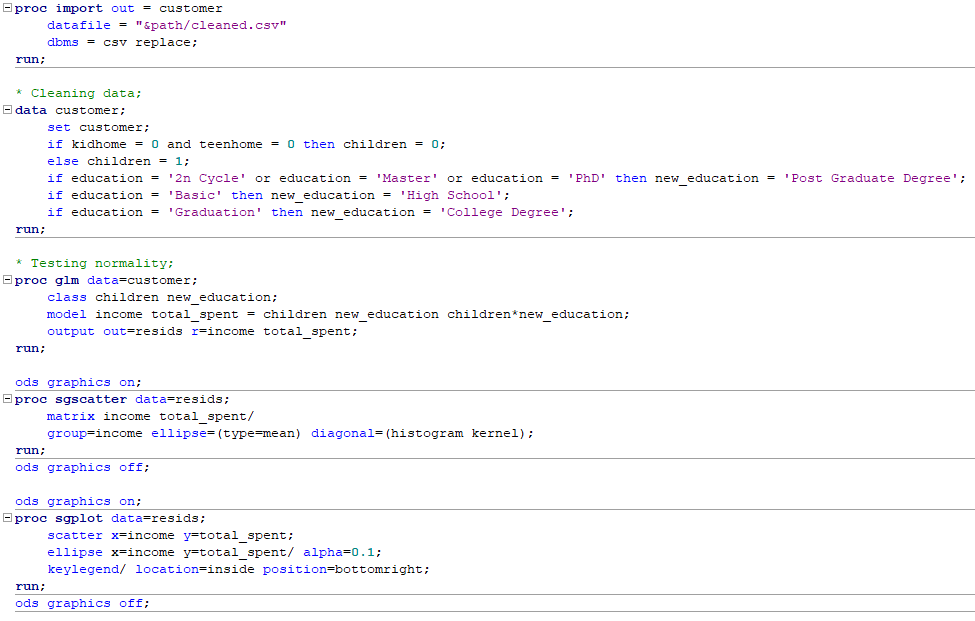 proc import out = customer
    datafile = "&path/cleaned.csv"
    dbms = csv replace;
run;

* Cleaning data;
data customer;
    set customer;
    if kidhome = 0 and teenhome = 0 then children = 0;
    else children = 1;
    if education = '2n Cycle' or education = 'Master' or education = 'PhD' then new_education = 'Post Graduate Degree';
    if education = 'Basic' then new_education = 'High School';
    if education = 'Graduation' then new_education = 'College Degree';
run;

* Testing normality;
proc glm data=customer;
    class children new_education;
    model income total_spent = children new_education children*new_education;
    output out=resids r=income total_spent;
run;

ods graphics on;
proc sgscatter data=resids;
    matrix income total_spent/
    group=income ellipse=(type=mean) diagonal=(histogram kernel);
run;
ods graphics off;

ods graphics on;
proc sgplot data=resids;
    scatter x=income y=total_spent;
    ellipse x=income y=total_spent/ alpha=0.1;
    keylegend/ location=inside position=bottomright;
run;
ods graphics off;